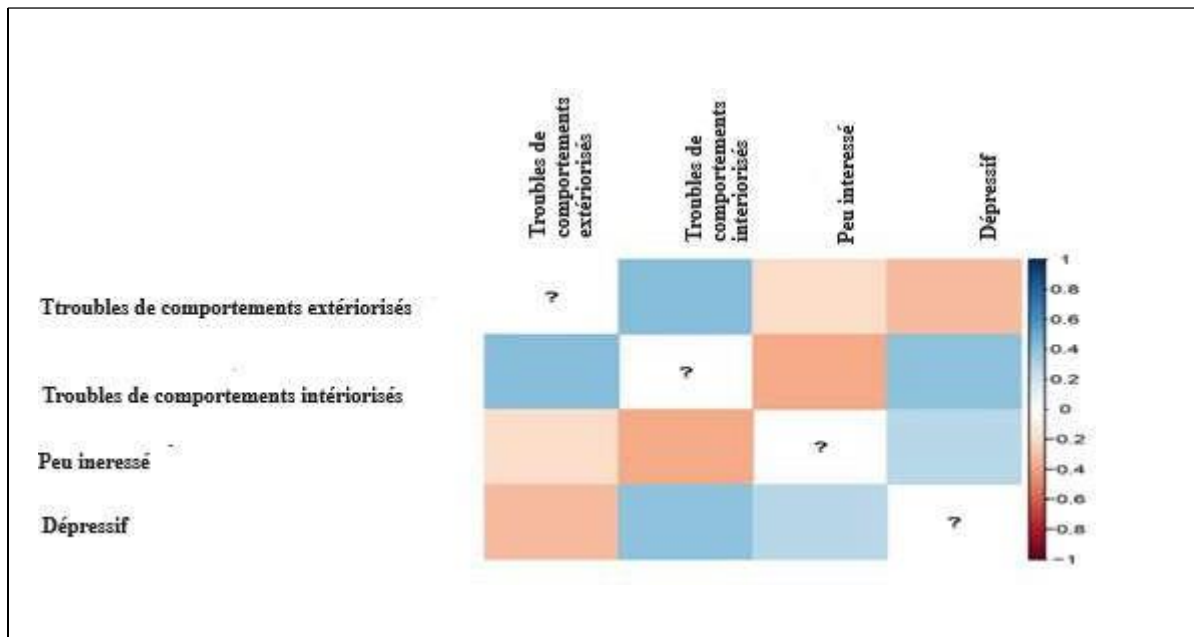 Troubles de
comportements
extériorisés
Troubles de
comportements
interiorisés
Peu interessé
Dépressif
Ttroubles de comportements extériorisés
?
Troubles de comportements intériorisés
?
Peu ineressé
?
Dépressif
?
1
0.8
0.6
0.4
0.2
0
-0.2
-0.4
-0.6
-0.8
-1